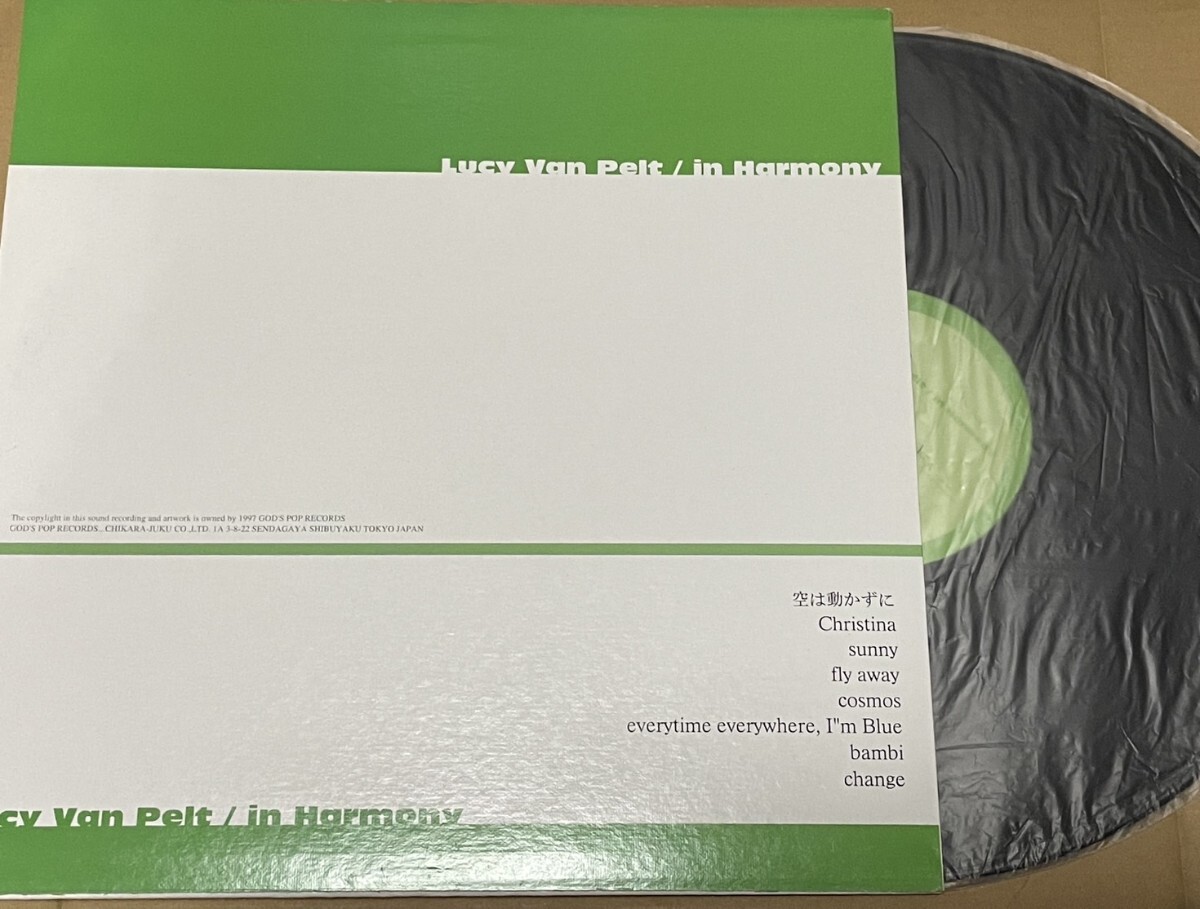 Lucy Van Pelt / in Harmony
The copylight in this sound recording and artwork is owned by 1997 GOD'S POP RECORDS
GOD'S POP RECORDS., CHIKARA-JUKU CO.,LTD. 1A 3-8-22 SENDAGAYA SHIBUYAKU TOKYO JAPAN
空は動かずに
Christina
sunny
fly away
cosmos
everytime everywhere, I"m Blue
bambi
change
cy Van Pelt / in Harmony